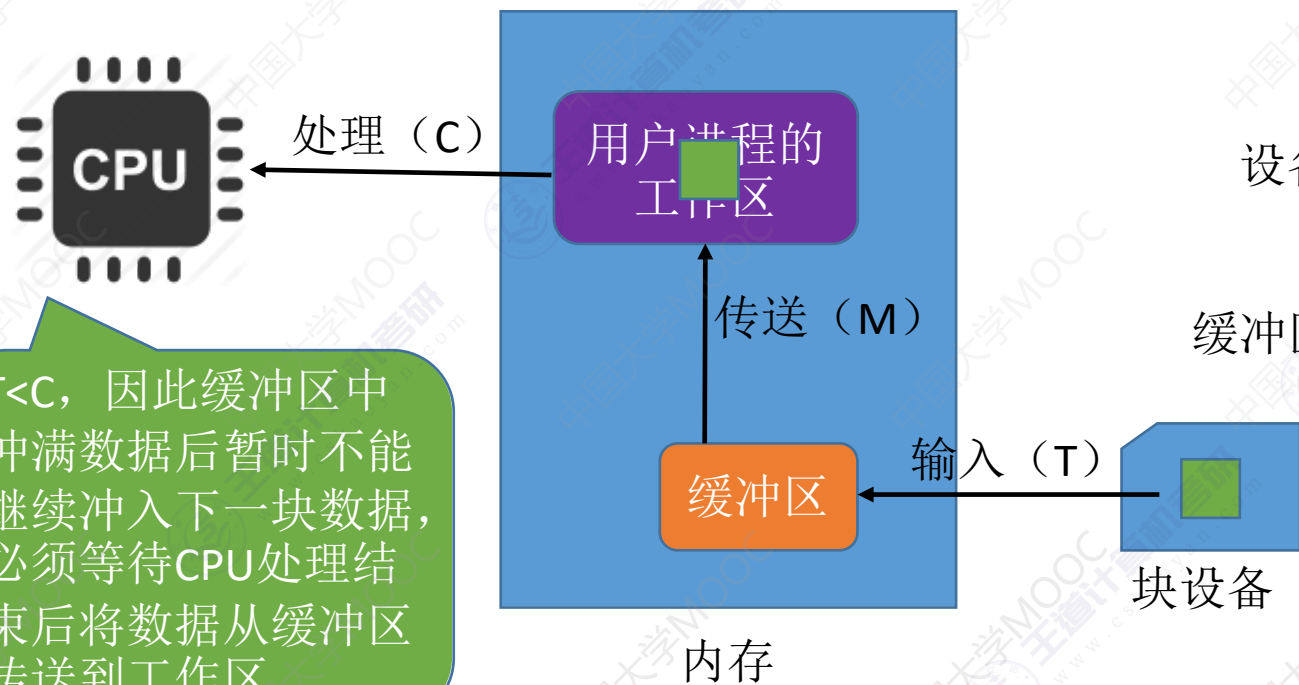 CPU
处理（C）
用户进程的
工作区
传送（M）
缓冲区
输入（T）
块设备
内存
设备
缓冲区
T<C，因此缓冲区中
冲满数据后暂时不能
继续冲入下一块数据，
必须等待CPU处理结
束后将数据从缓冲区
传送到工作区